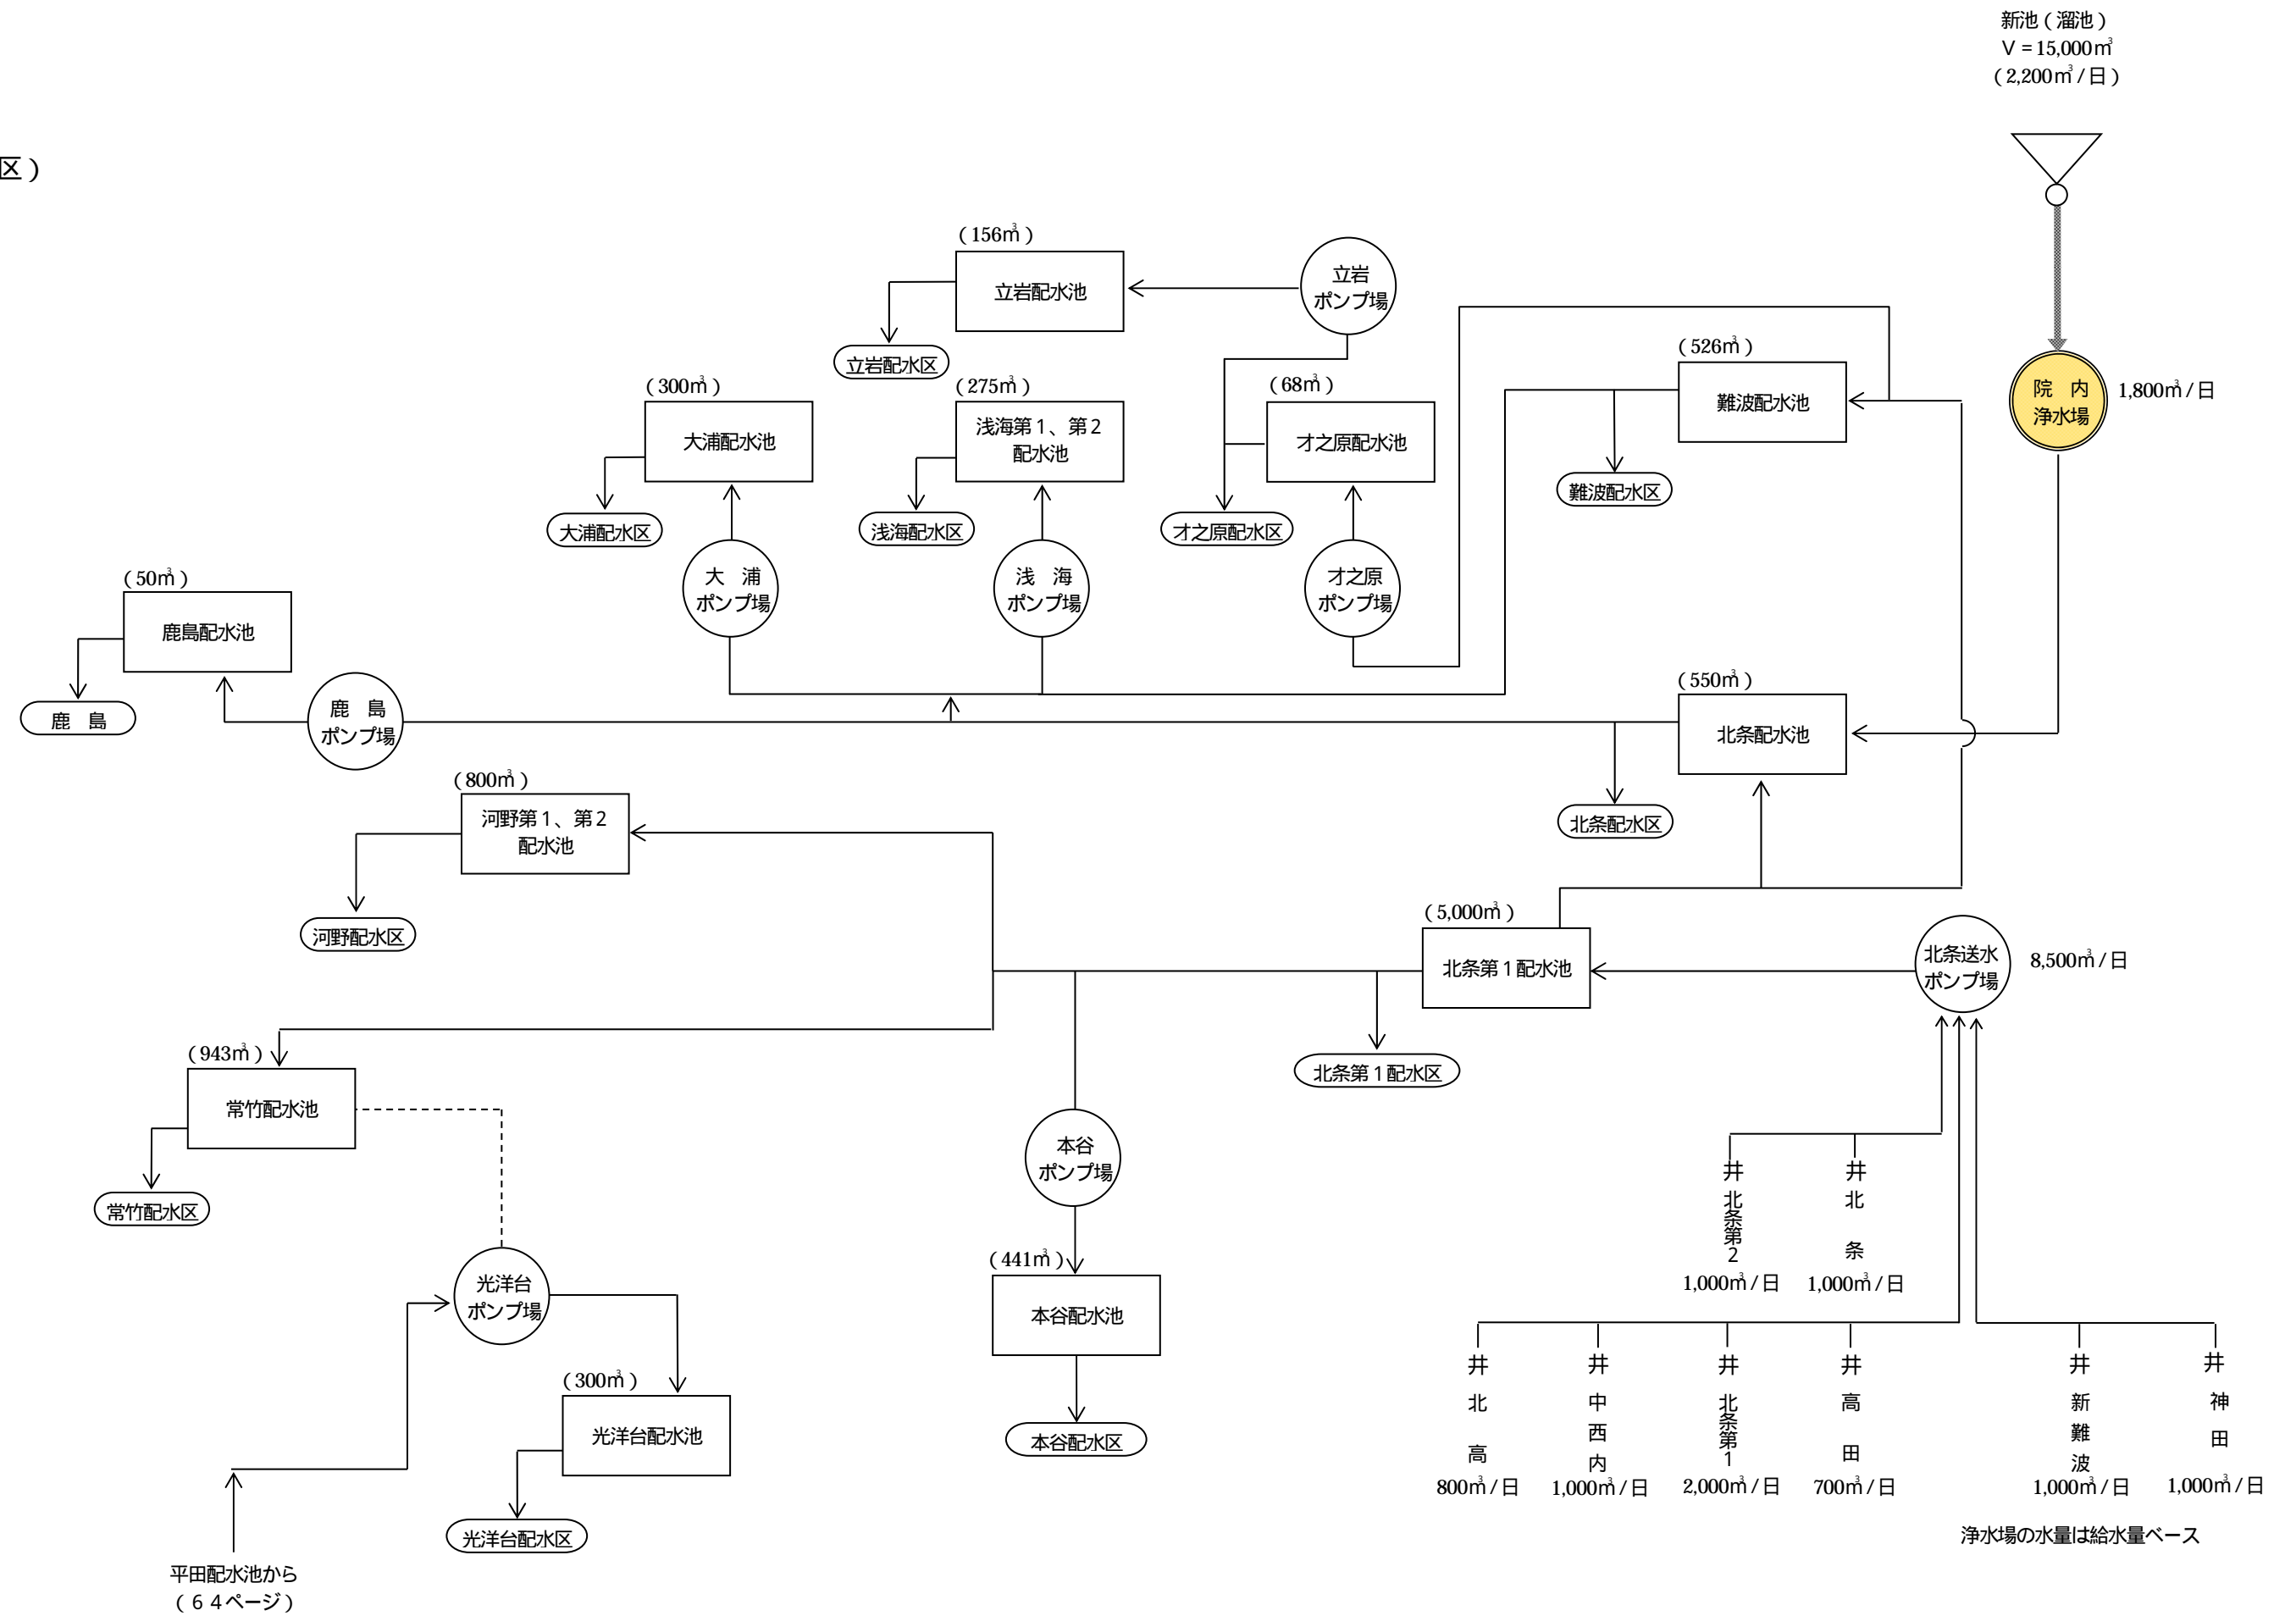 新池（溜池）
Ｖ＝15,000㎥
（2,200㎥/日）
区）
（156㎥）
立岩配水池
立岩
ポンプ場
立岩配水区
（526㎥）
難波配水池
院　内
浄水場
1,800㎥/日
（300㎥）
大浦配水池
（275㎥）
浅海第１、第２
配水池
（68㎥）
才之原配水池
難波配水区
大浦配水区
浅海配水区
才之原配水区
大　浦
ポンプ場
浅　海
ポンプ場
才之原
ポンプ場
（50㎥）
鹿島配水池
鹿　島
鹿　島
ポンプ場
（550㎥）
北条配水池
北条配水区
（800㎥）
河野第１、第２
配水池
河野配水区
（5,000㎥）
北条第１配水池
北条送水
ポンプ場
8,500㎥/日
北条第１配水区
（943㎥）
常竹配水池
常竹配水区
本谷
ポンプ場
（441㎥）
本谷配水池
本谷配水区
光洋台
ポンプ場
（300㎥）
光洋台配水池
光洋台配水区
平田配水池から
（６４ページ）
井
北条第2
1,000㎥/日
井
北条
1,000㎥/日
井
北高
800㎥/日
井
中西内
1,000㎥/日
井
北条第1
2,000㎥/日
井
高田
700㎥/日
井
新難波
1,000㎥/日
井
神田
1,000㎥/日
浄水場の水量は給水量ベース